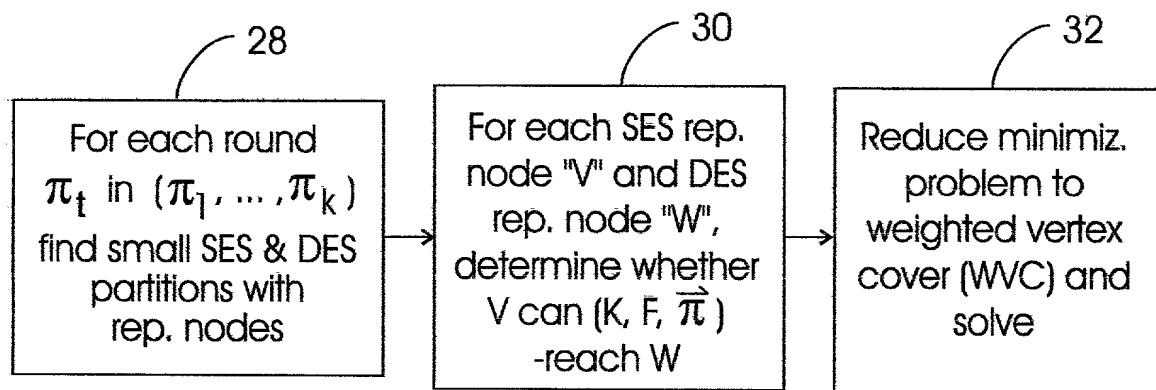 28
For each round
π_t in (π_1, ... , π_k)
find small SES & DES
partitions with
rep. nodes
30
For each SES rep.
node "V" and DES
rep. node "W",
determine whether
V can (K, F, π⃗)
-reach W
32
Reduce minimiz.
problem to
weighted vertex
cover (WVC) and
solve